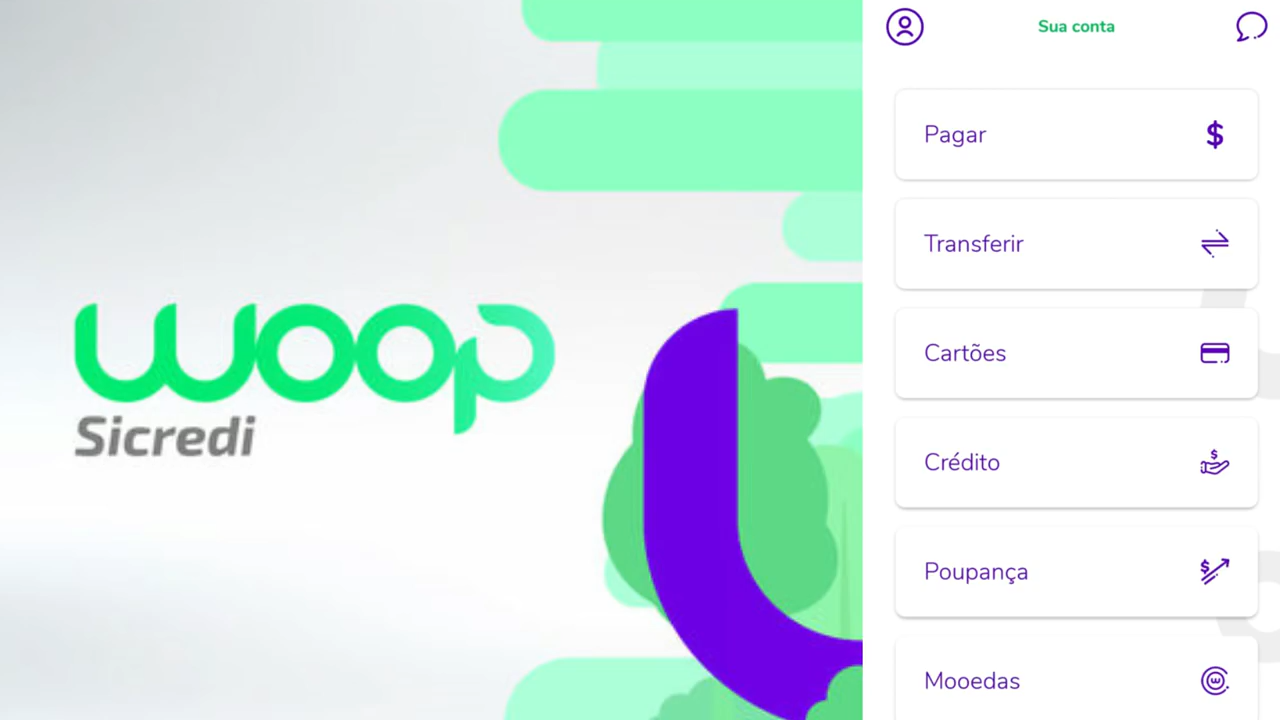 woop
Sicredi
Sua conta
Pagar
Transferir
Cartões
Crédito
Poupança
Mooedas